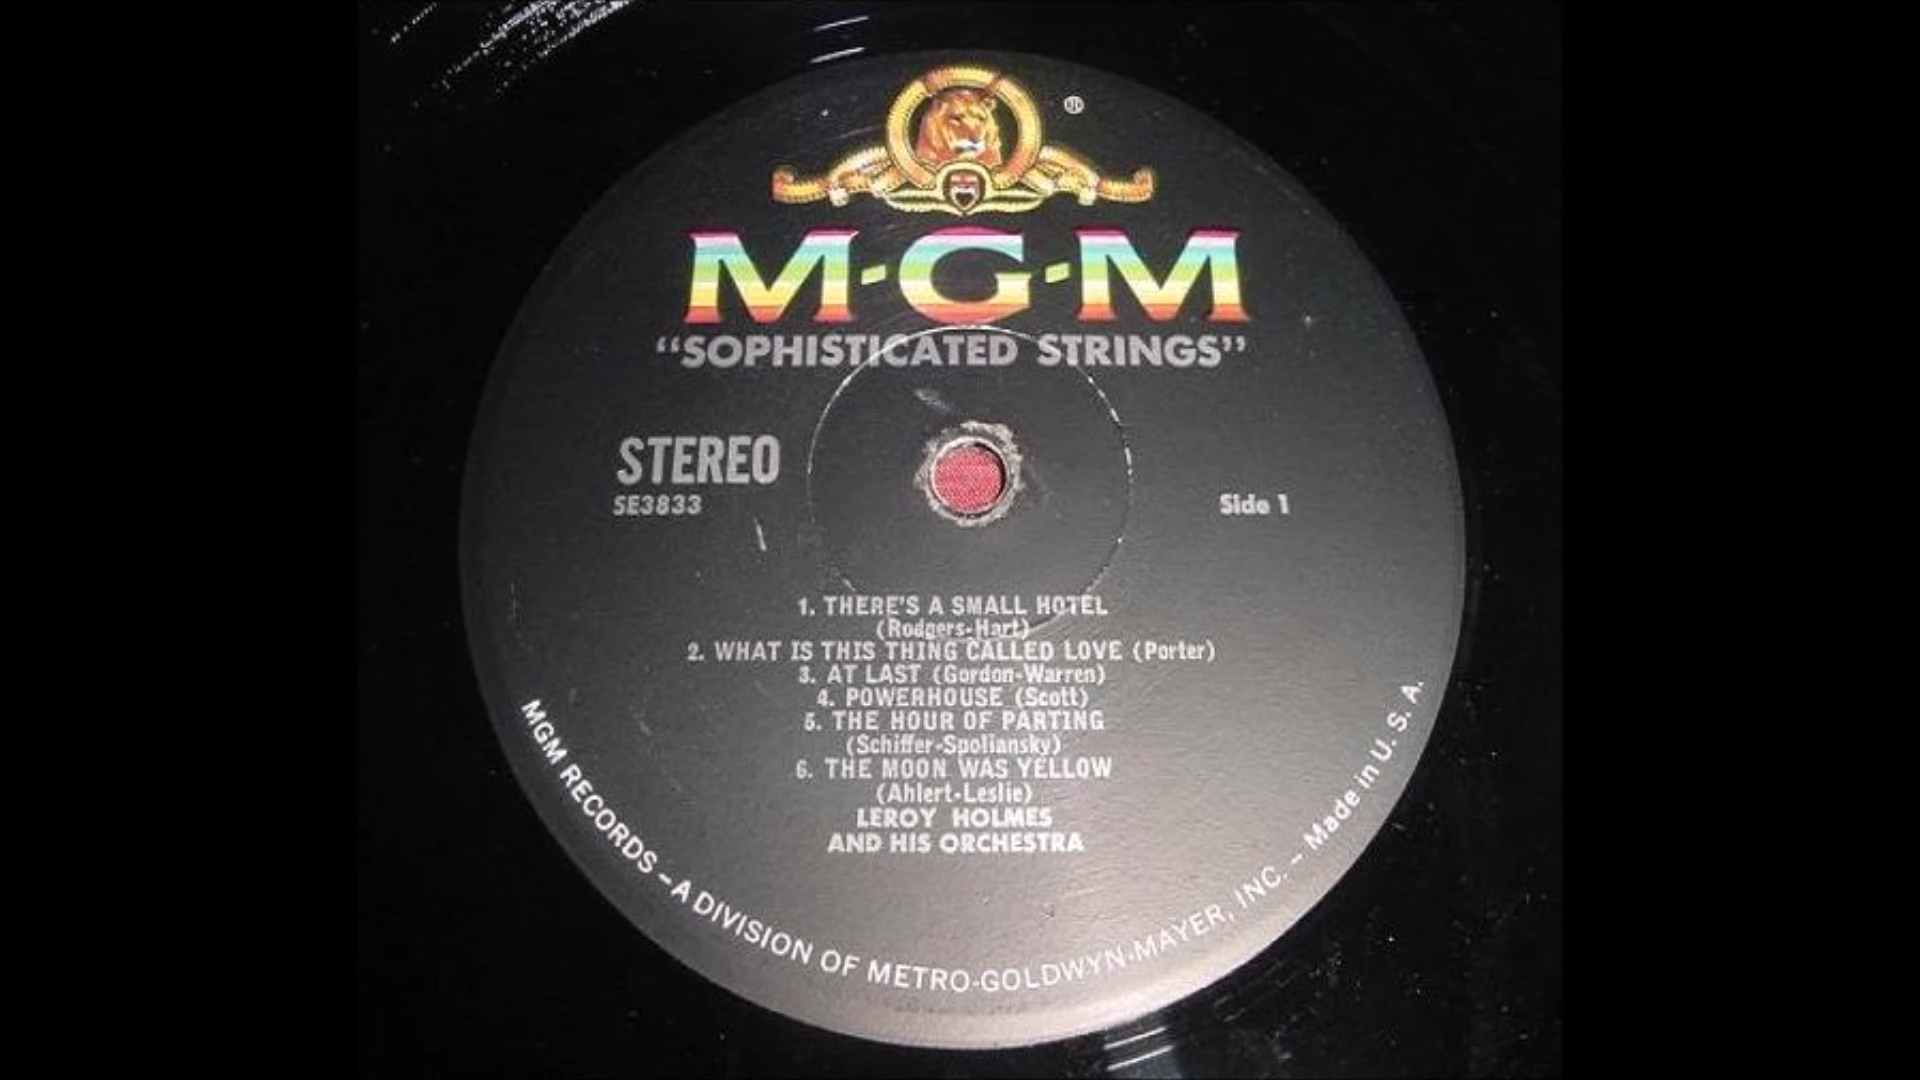 ®
M-G-M
“SOPHISTICATED STRINGS”
STEREO
SE3833
Side 1
1. THERE'S A SMALL HOTEL
(Rodgers-Hart)
2. WHAT IS THIS THING CALLED LOVE (Porter)
3. AT LAST (Gordon-Warren)
4. POWERHOUSE (Scott)
5. THE HOUR OF PARTING
(Schiffer-Spoliansky)
6. THE MOON WAS YELLOW
(Ahlert-Leslie)
LEROY HOLMES
AND HIS ORCHESTRA
MGM RECORDS – A DIVISION OF METRO-GOLDWYN-MAYER, INC. – Made in U. S. A.